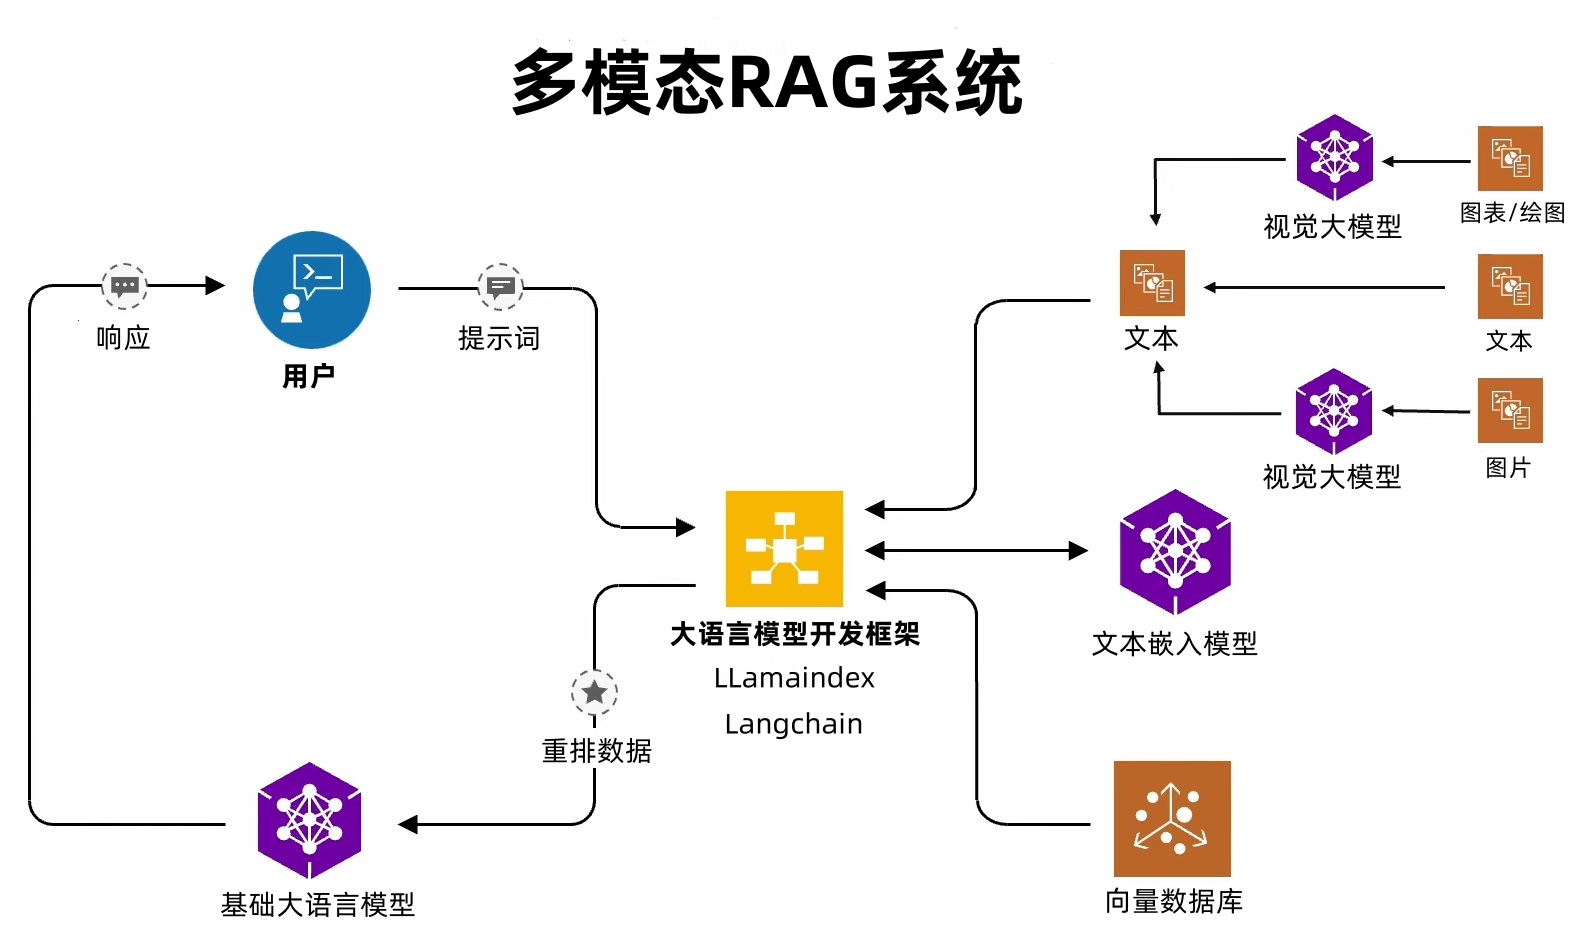 多模态RAG系统
图表/绘图
视觉大模型
响应
用户
提示词
文本
文本
视觉大模型
图片
大语言模型开发框架
LLamaindex
Langchain
文本嵌入模型
重排数据
基础大语言模型
向量数据库